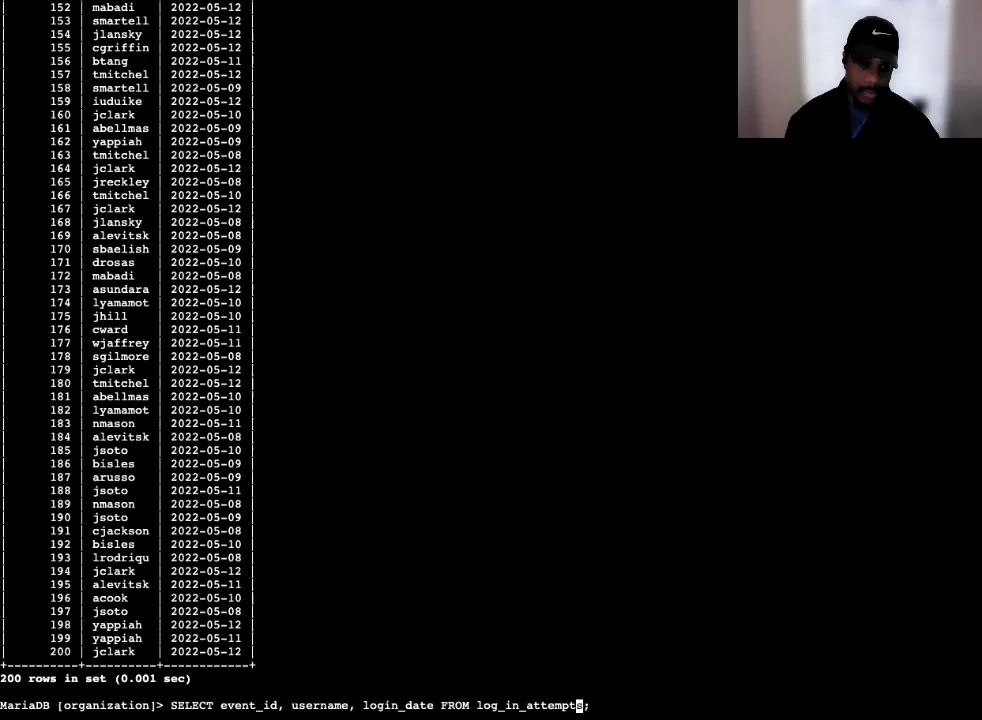 | 152 | mabadi | 2022-05-12 |
| 153 | smartell | 2022-05-12 |
| 154 | jlansky | 2022-05-12 |
| 155 | cgriffin | 2022-05-12 |
| 156 | btang | 2022-05-11 |
| 157 | tmitchel | 2022-05-12 |
| 158 | smartell | 2022-05-09 |
| 159 | iuduike | 2022-05-12 |
| 160 | jclark | 2022-05-10 |
| 161 | abellmas | 2022-05-09 |
| 162 | yappiah | 2022-05-09 |
| 163 | tmitchel | 2022-05-08 |
| 164 | jclark | 2022-05-12 |
| 165 | jreckley | 2022-05-08 |
| 166 | tmitchel | 2022-05-10 |
| 167 | jclark | 2022-05-12 |
| 168 | jlansky | 2022-05-08 |
| 169 | alevitsk | 2022-05-08 |
| 170 | sbaelish | 2022-05-09 |
| 171 | drosas | 2022-05-10 |
| 172 | mabadi | 2022-05-08 |
| 173 | asundara | 2022-05-12 |
| 174 | lyamamot | 2022-05-10 |
| 175 | jhill | 2022-05-10 |
| 176 | cward | 2022-05-11 |
| 177 | wjaffrey | 2022-05-11 |
| 178 | sgilmore | 2022-05-08 |
| 179 | jclark | 2022-05-12 |
| 180 | tmitchel | 2022-05-12 |
| 181 | abellmas | 2022-05-10 |
| 182 | lyamamot | 2022-05-10 |
| 183 | nmason | 2022-05-11 |
| 184 | alevitsk | 2022-05-08 |
| 185 | jsoto | 2022-05-10 |
| 186 | bisles | 2022-05-09 |
| 187 | arusso | 2022-05-09 |
| 188 | jsoto | 2022-05-11 |
| 189 | nmason | 2022-05-08 |
| 190 | jsoto | 2022-05-09 |
| 191 | cjackson | 2022-05-08 |
| 192 | bisles | 2022-05-10 |
| 193 | lrodriqu | 2022-05-08 |
| 194 | jclark | 2022-05-12 |
| 195 | alevitsk | 2022-05-11 |
| 196 | acook | 2022-05-10 |
| 197 | jsoto | 2022-05-08 |
| 198 | yappiah | 2022-05-12 |
| 199 | yappiah | 2022-05-11 |
| 200 | jclark | 2022-05-12 |
+----------+----------+------------+
200 rows in set (0.001 sec)
MariaDB [organization]> SELECT event_id, username, login_date FROM log_in_attempts;